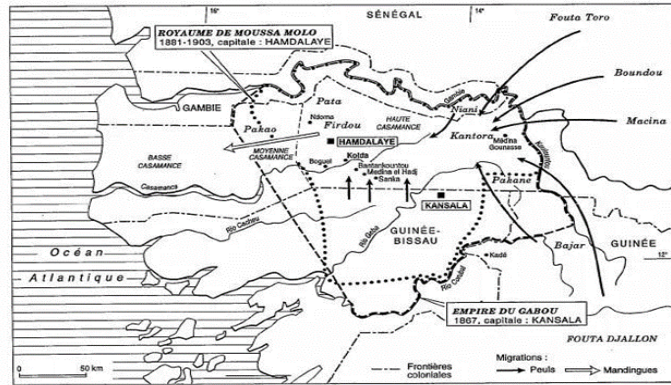 16°
14°
SÉNÉGAL
Fouta Toro
ROYAUME DE MOUSSA MOLO
1881-1903, capitale : HAMDALAYE
Boundou
GAMBIE
Pata
Gambie
Niani
Ndorna
HAUTE
CASAMANCE
Macina
Pakao
Firdou
Kantora
HAMDALAYE
Médina
Gounasse
MOYENNE
CASAMANCE
BASSE
CASAMANCE
Kolda
Boguel
Bantankountou
Medina el Hadj
Sanka
Casamance
Pakane
KANSALA
Rio Cacheu
Rio Geba
GUINÉE-
BISSAU
Bajar
GUINÉE
12°
Océan
Atlantique
Kadé
Rio Corubal
EMPIRE DU GABOU
1867, capitale : KANSALA
FOUTA DJALLON
0 50 km
Frontières
coloniales
Migrations :
Peuls
Mandingues